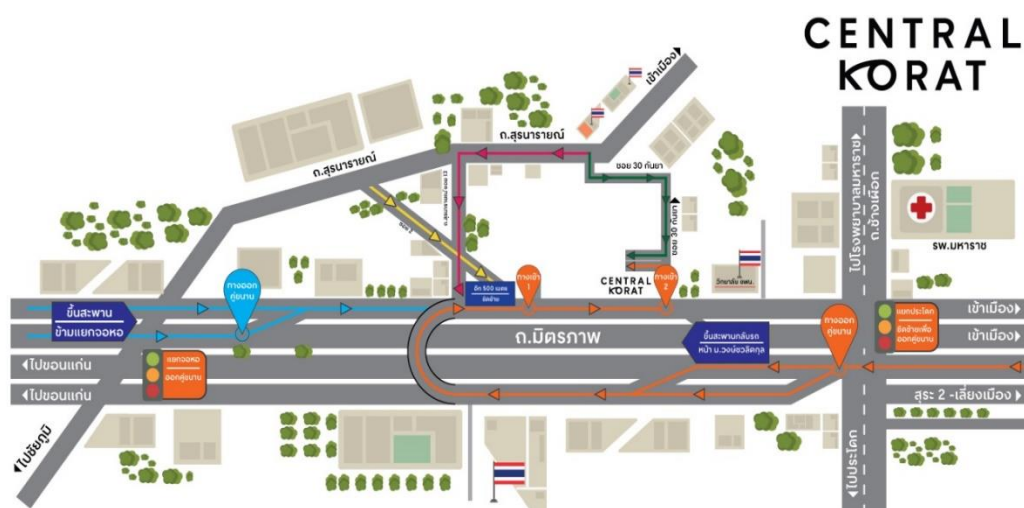 CENTRAL
KORAT
เข้าเมือง
ถ.สุรนารายณ์
ถ.สุรนารายณ์
ซอย 30 กันยา
ซอย 30 กันยา
ไปโรงพยาบาลมหาราช
ถ.ช้างเผือก
รพ.มหาราช
ทางออก
คู่ขนาน
อีก 500 เมตร
ชิดซ้าย
ทางเข้า
1
CENTRAL
KORAT
ทางเข้า
2
ขึ้นสะพาน
ข้ามแยกจอหอ
ถ.มิตรภาพ
ขึ้นสะพานกลับรถ
หน้า ม.วงษ์ชวลิตกุล
ทางออก
คู่ขนาน
แยกประโดก
ชิดซ้ายเพื่อ
ออกคู่ขนาน
เข้าเมือง
เข้าเมือง
ไปขอนแก่น
แยกจอหอ
ออกคู่ขนาน
ไปขอนแก่น
สุระ 2 -เลี่ยงเมือง
ไปชัยภูมิ
ไปประโดก